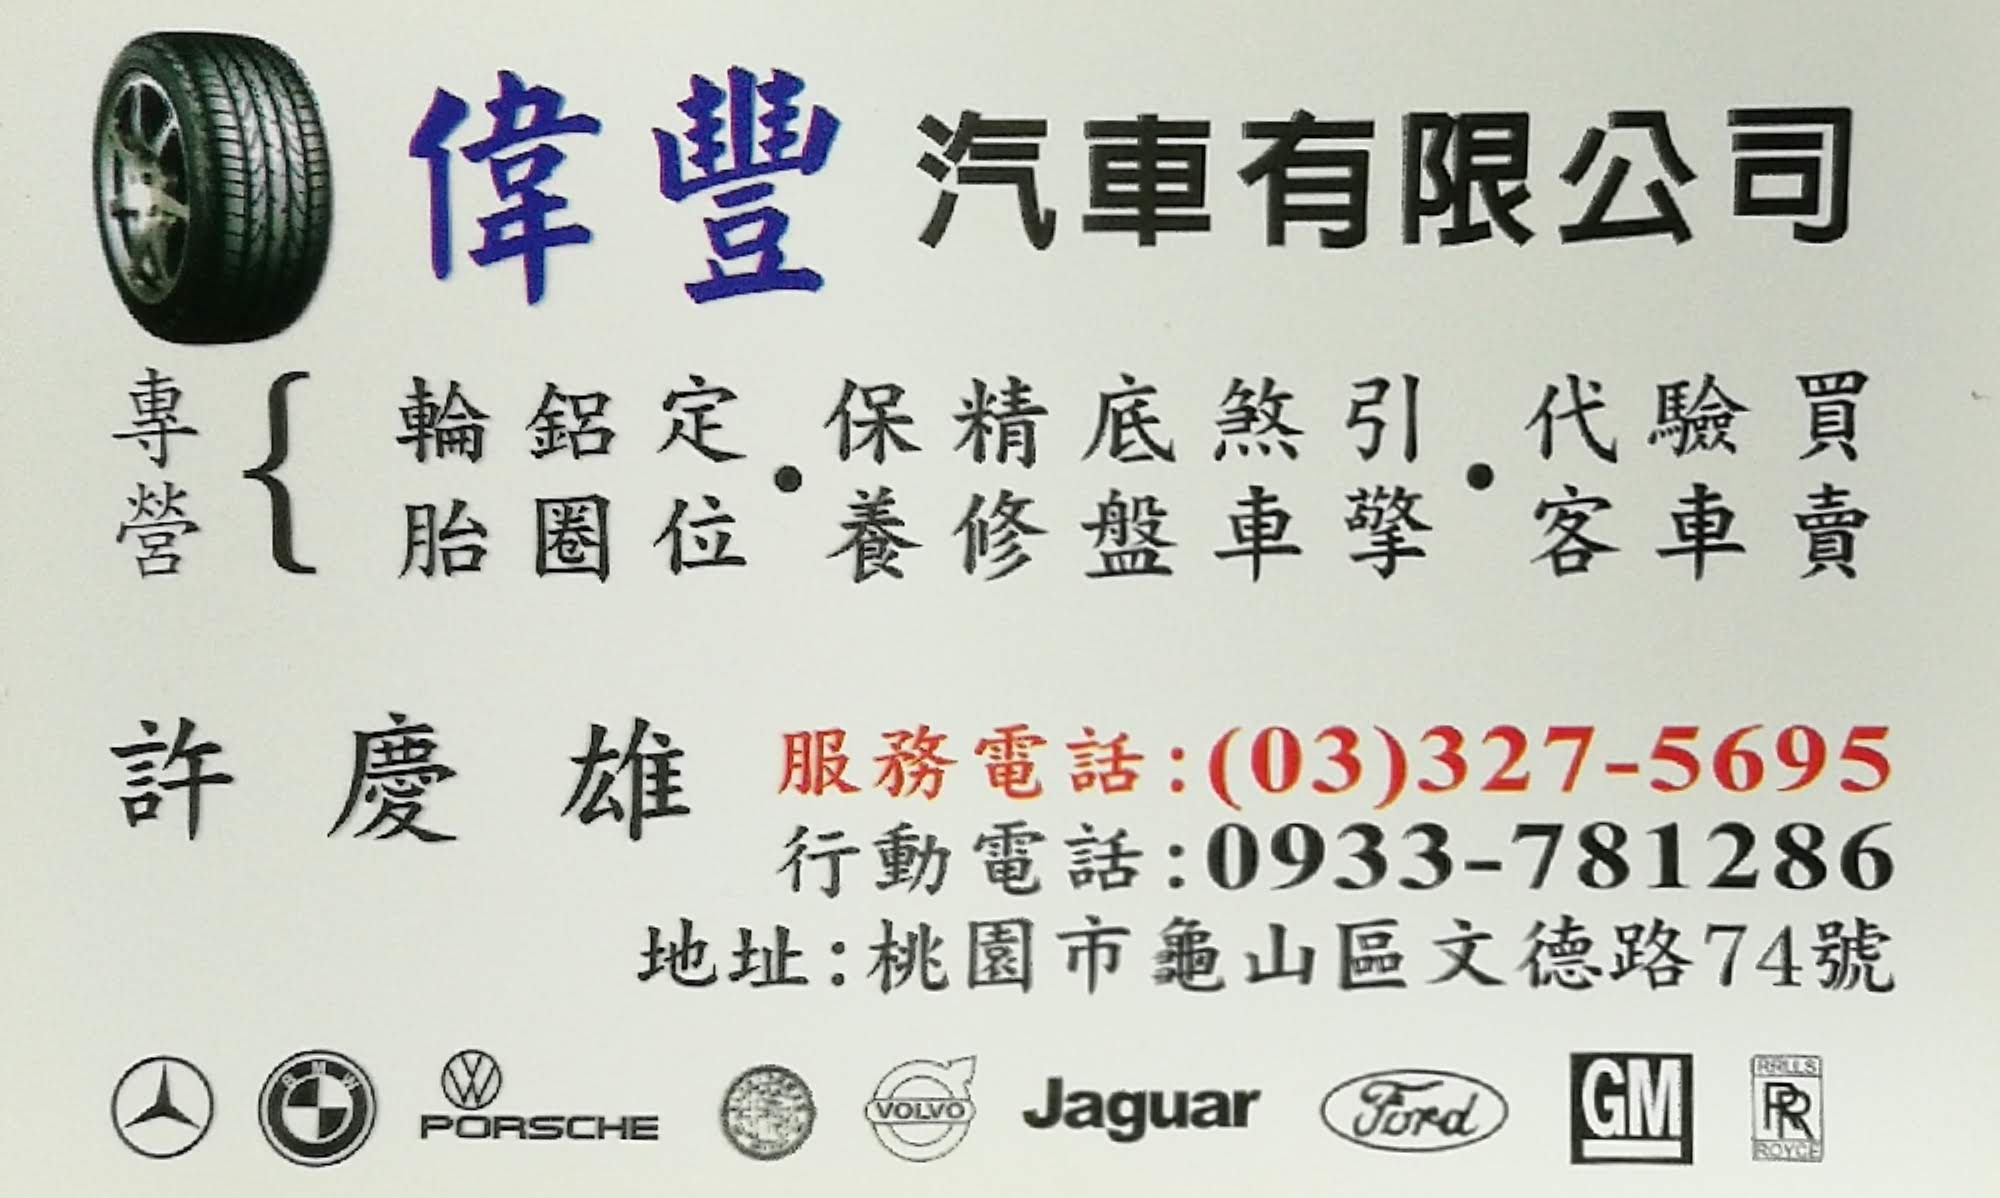 偉豐 汽車有限公司
專營{輪胎 鋁圈 定位・保養 精修 底盤 煞車 引擎・代客 驗車 買賣
許慶雄
服務電話:(03)327-5695
行動電話:0933-781286
地址:桃園市龜山區文德路74號
BMW PORSCHE VOLVO Jaguar Ford GM RR ROYCE